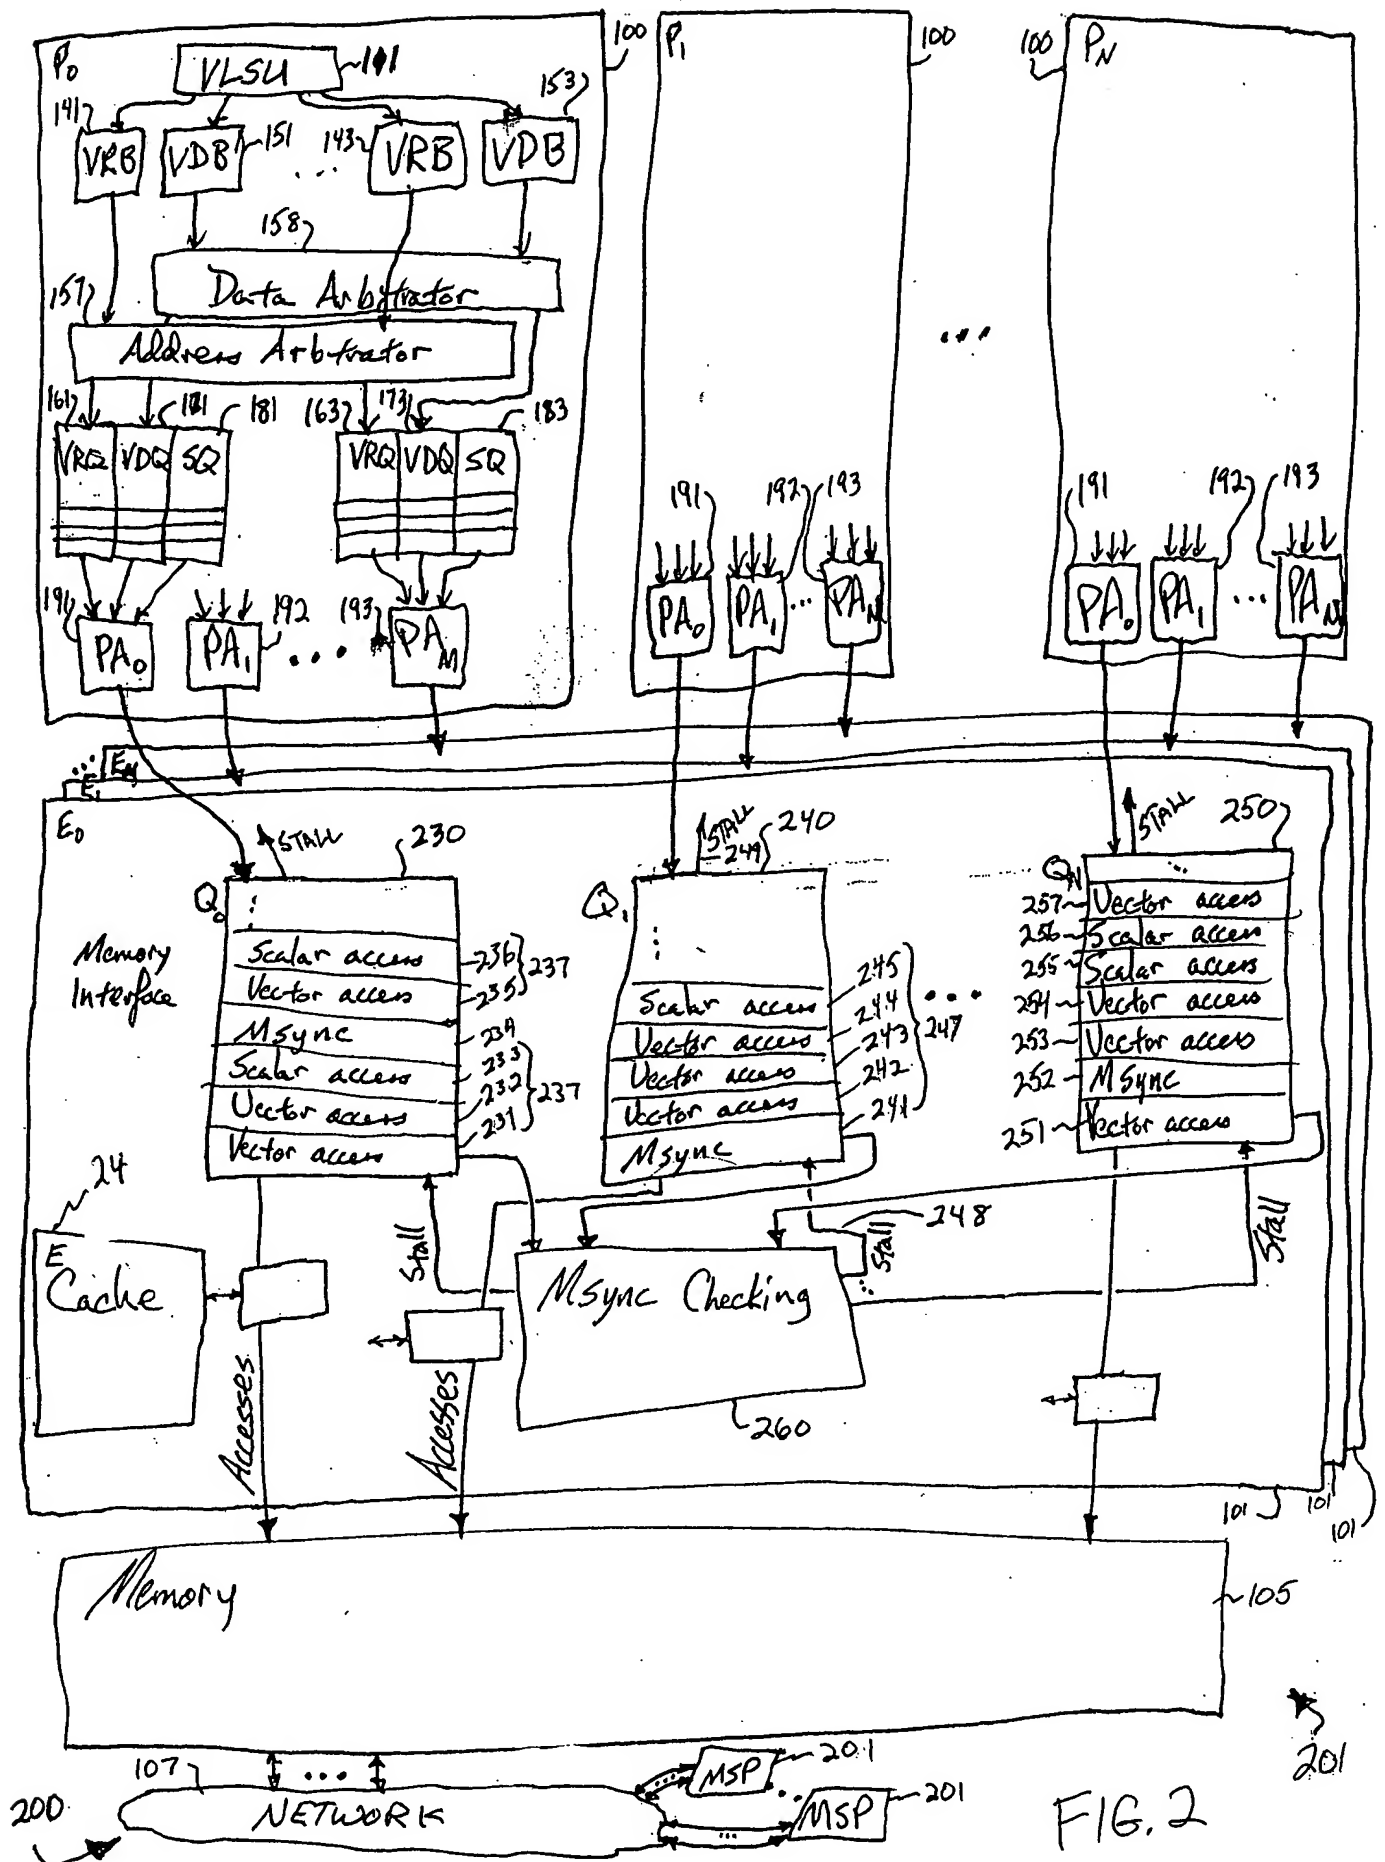 P0 100 P1 100 100 PN
VLSU 101
141 153
VRB VDB 151 ... 143 VRB VDB
158
Data Arbitrator
157
Address Arbtrator
...
161 181 163 173 183
VRQ VDQ SQ VRQ VDQ SQ
191 192 193 191 192 193
PA0 PA1 ... PAN PA0 PA1 ... PAN
191 192 193
PA0 PA1 ... PAM
... EM
E1
E0
STALL 230 STALL 249 240 STALL 250
Q0 Q1 QN
Memory
Interface
Scalar access 236 237
Vector access 235
Msync 234
Scalar access 233
Vector access 232 237
Vector access 231
Scalar access 245
Vector access 244
Vector access 243 247
Vector access 242
Msync 241
...
257 Vector access
256 Scalar access
255 Scalar access
254 Vector access
253 Vector access
252 Msync
251 Vector access
24
E
Cache
Stall
Msync Checking
Stall 248
Stall
260
Accesses
Accesses
101 101 101
Memory
105
201
107 ... MSP 201
200 NETWORK ... MSP 201
FIG. 2